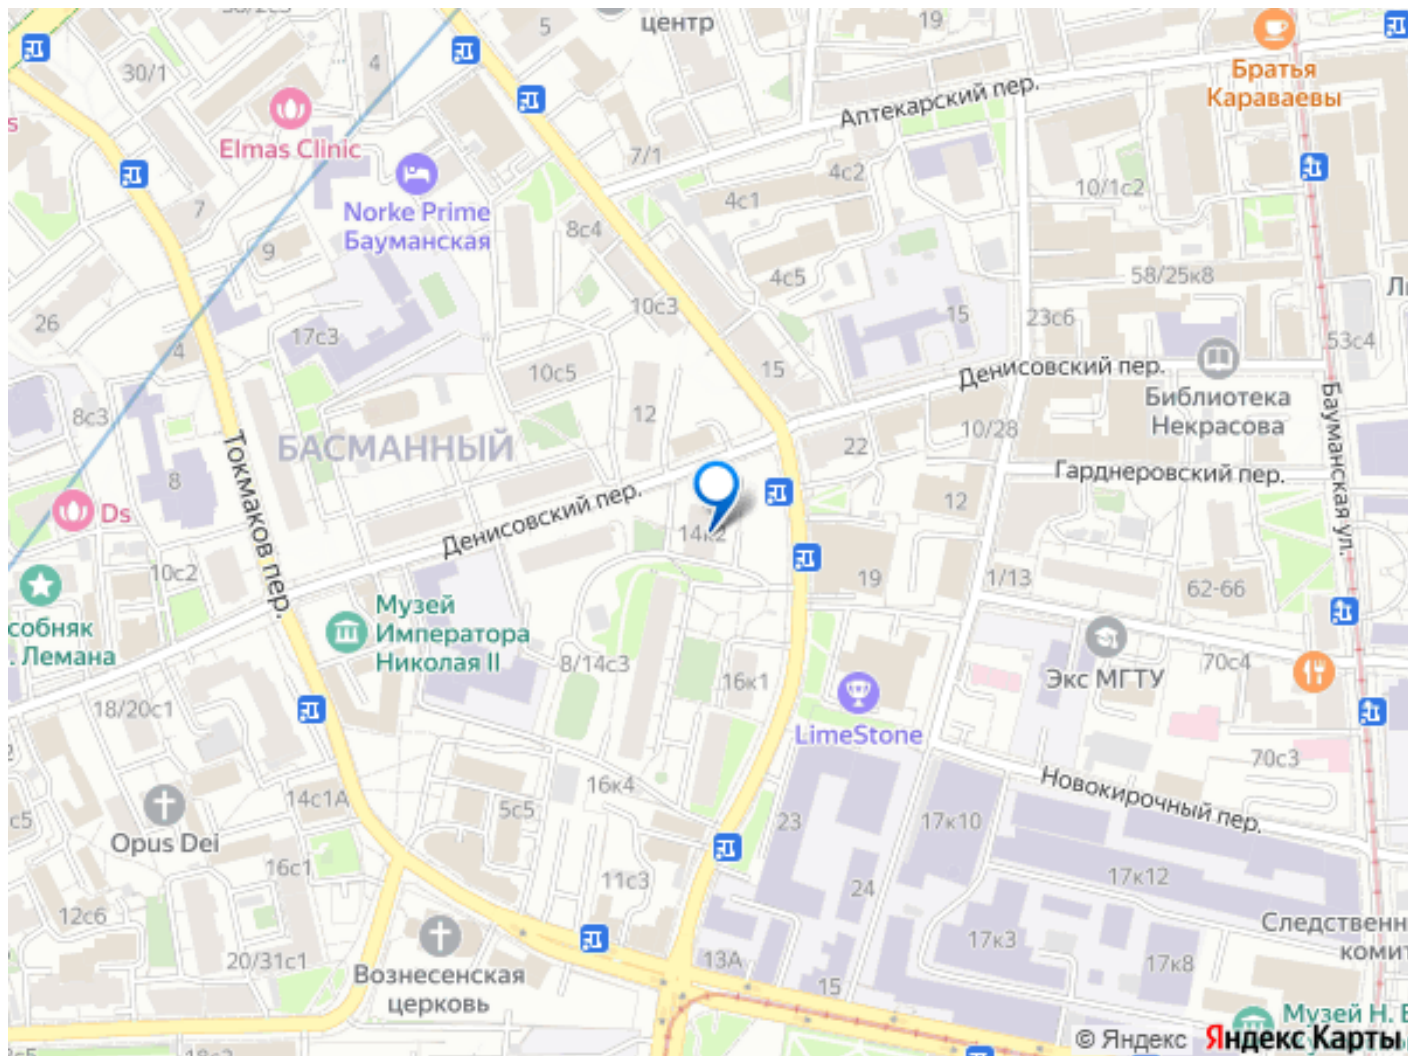 центр
5
19
30/1
4
Братья
Караваевы
Аптекарский пер.
Elmas Clinic
7/1
4с2
10/1с2
4с1
7
Norke Prime
Бауманская
8с4
9
4с5
58/25к8
10с3
15
23с6
26
17с3
53с4
4
15
10с5
Денисовский пер.
Библиотека
Некрасова
8с3
12
10/28
БАСМАННЫЙ
22
Токмаков пер.
Бауманская ул.
Гарднеровский пер.
8
12
Ds
Денисовский пер.
14к2
10с2
19
1/13
62-66
Музей
Императора
Николая II
собняк
. Лемана
8/14с3
16к1
Экс МГТУ
70с4
18/20с1
LimeStone
70с3
16к4
Новокирочный пер.
14с1А
5с5
с5
23
17к10
Opus Dei
16с1
11с3
24
17к12
12с6
Следственн
комит
17к3
20/31с1
13А
17к8
Вознесенская
церковь
15
Музей Н. Б
© Яндекс
Яндекс Карты